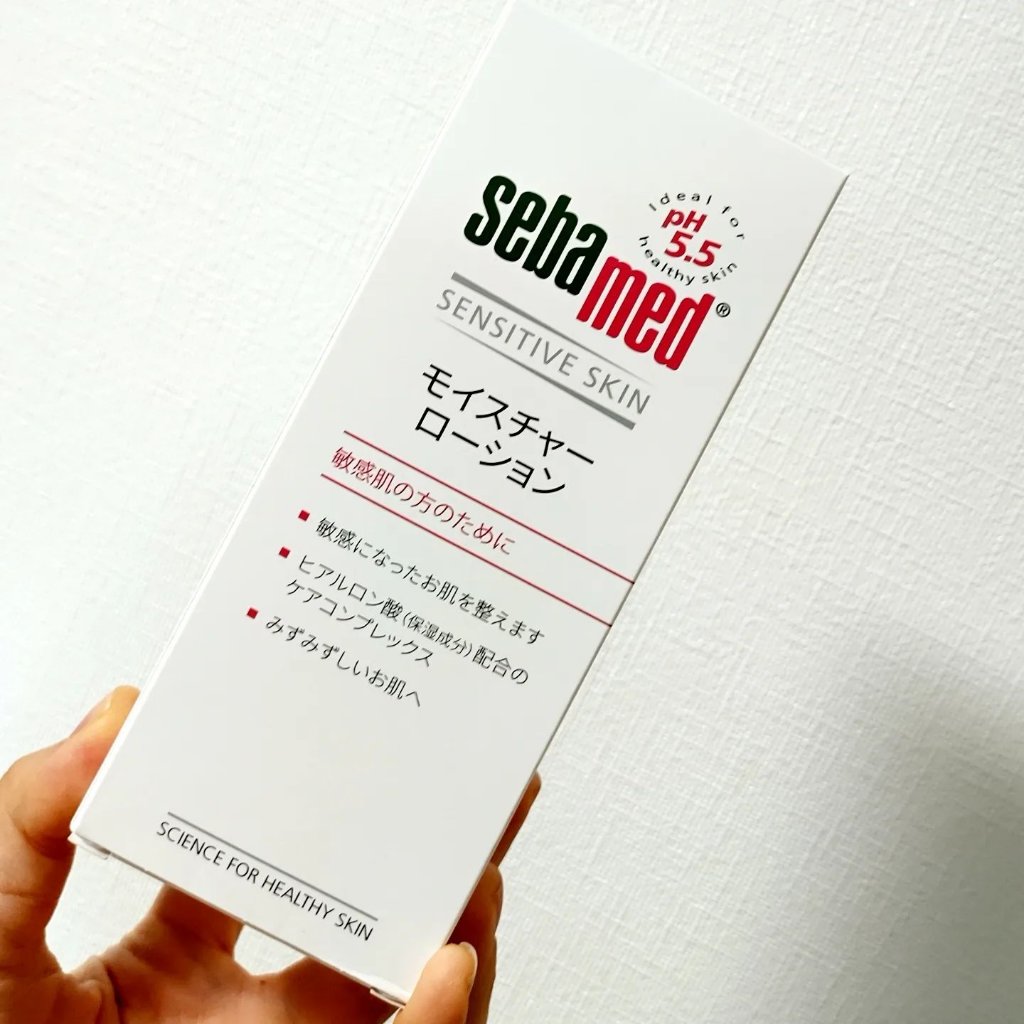 sebamed®
Ideal for
pH
5.5
healthy skin
SENSITIVE SKIN
モイスチャー
ローション
敏感肌の方のために
■ 敏感になったお肌を整えます
■ ヒアルロン酸(保湿成分)配合の
ケアコンプレックス
■ みずみずしいお肌へ
SCIENCE FOR HEALTHY SKIN